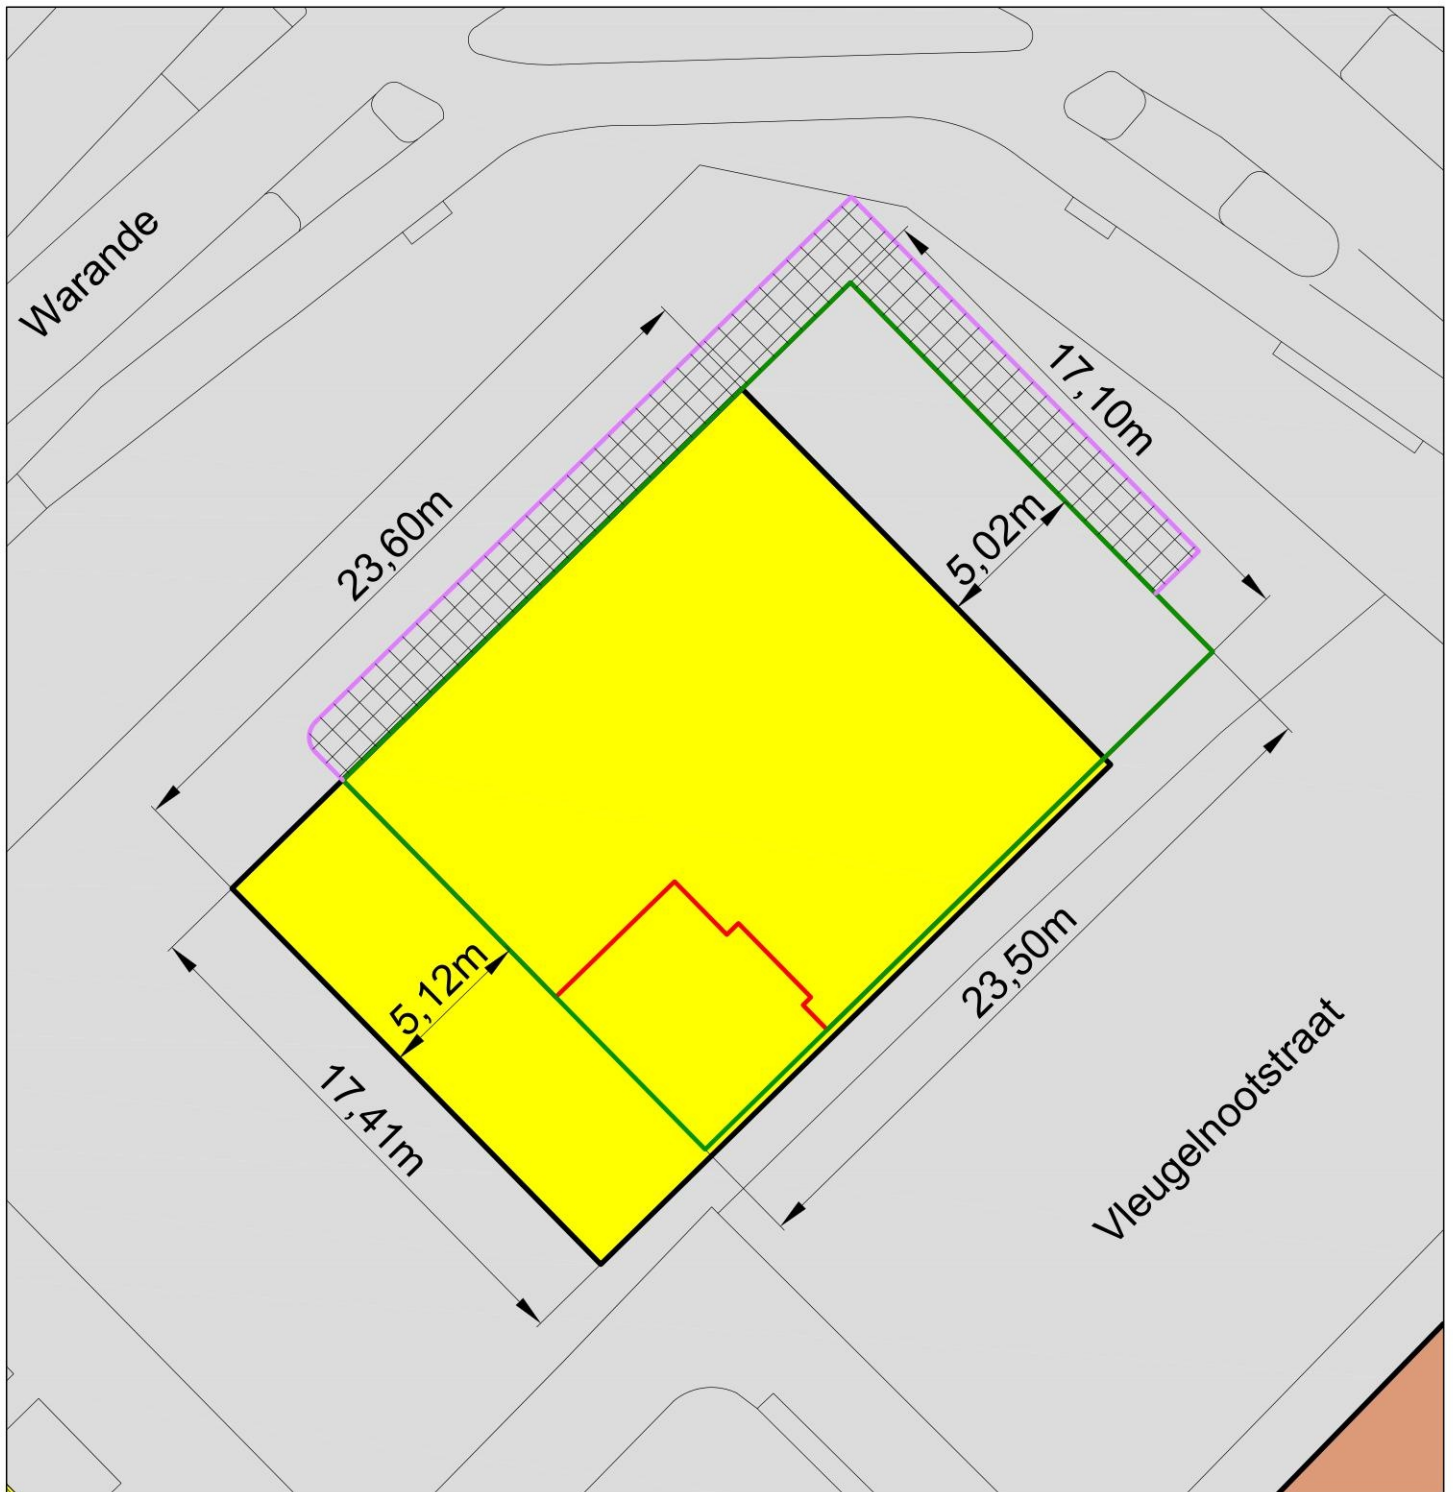 Warande
17,10m
23,60m
5,02m
5,12m
23,50m
17,41m
Vleugelnootstraat